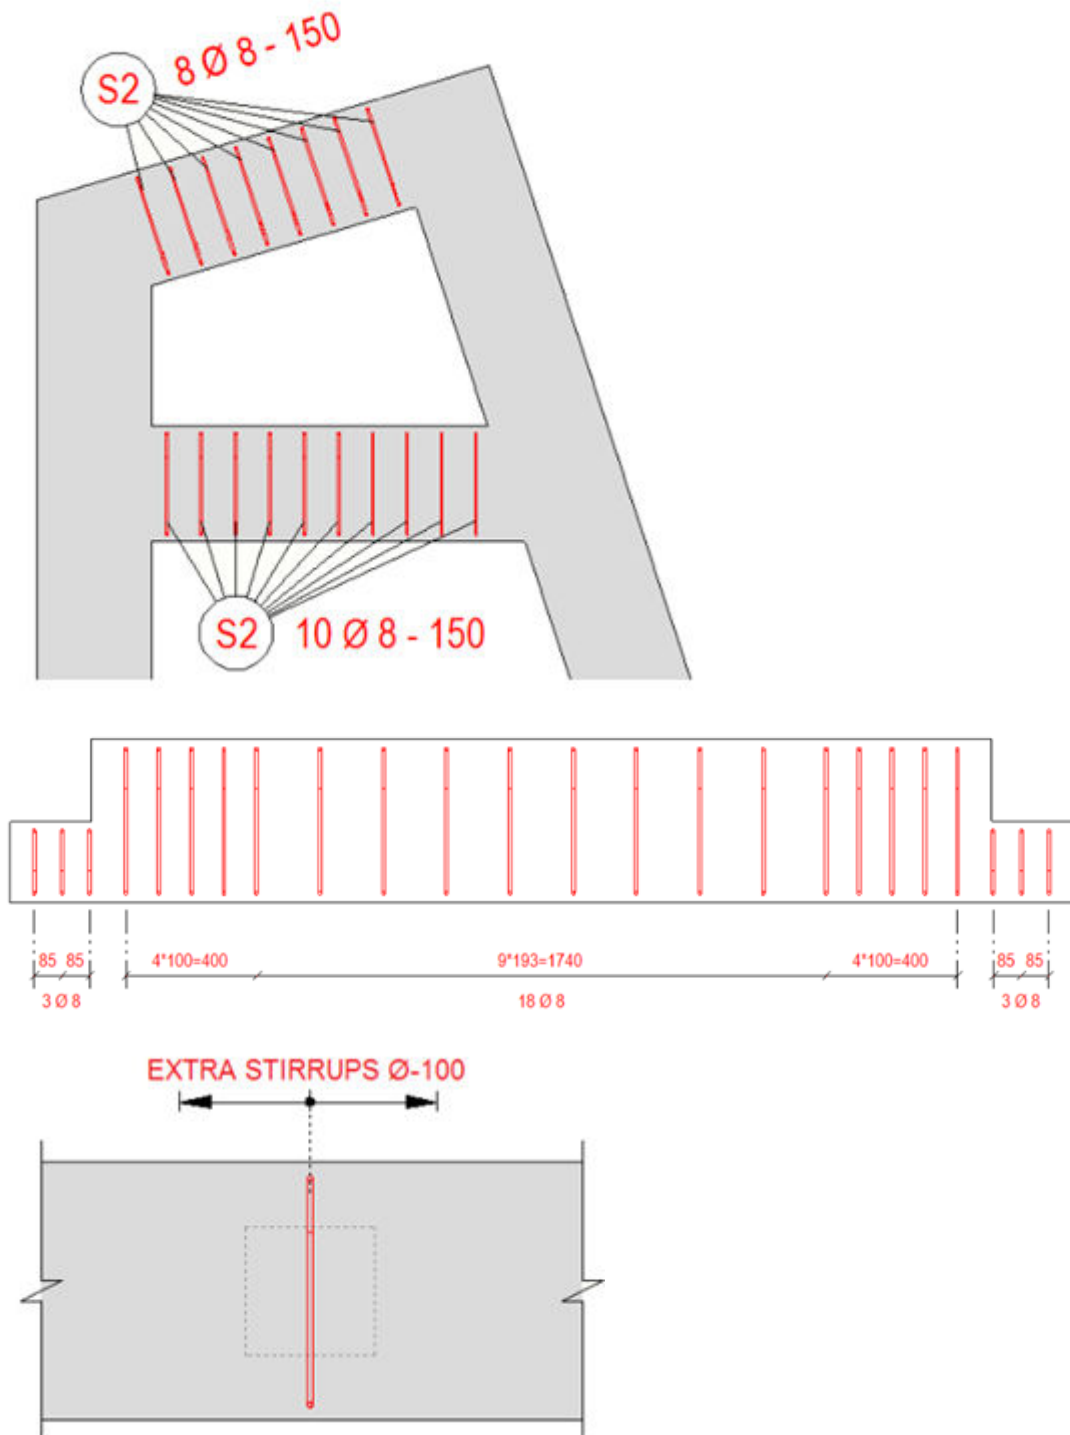 8 Ø 8 - 150
S2
S2
10 Ø 8 - 150
85 85
4*100=400
9*193=1740
4*100=400
85 85
3 Ø 8
18 Ø 8
3 Ø 8
EXTRA STIRRUPS Ø-100